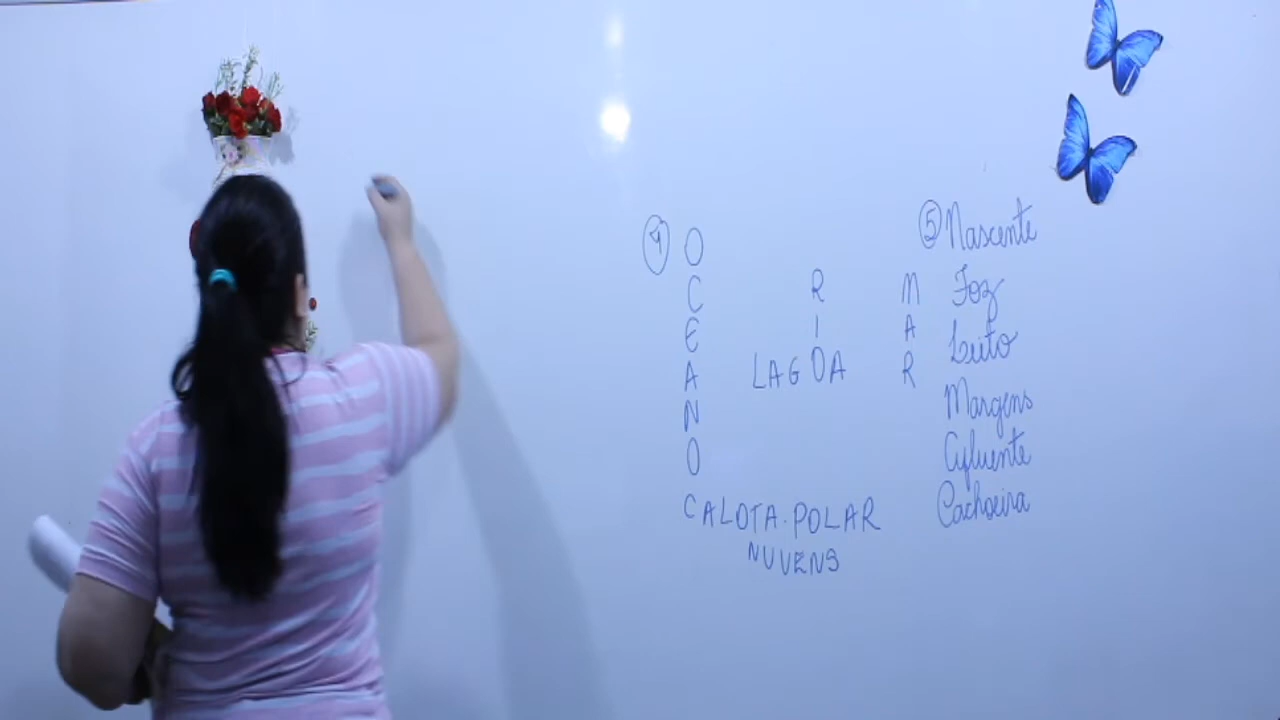 ④ OCEANO
RIO
LAGOA
MAR
CALOTA POLAR
NUVENS
⑤ Nascente
Foz
Leito
Margens
Afluente
Cachoeira